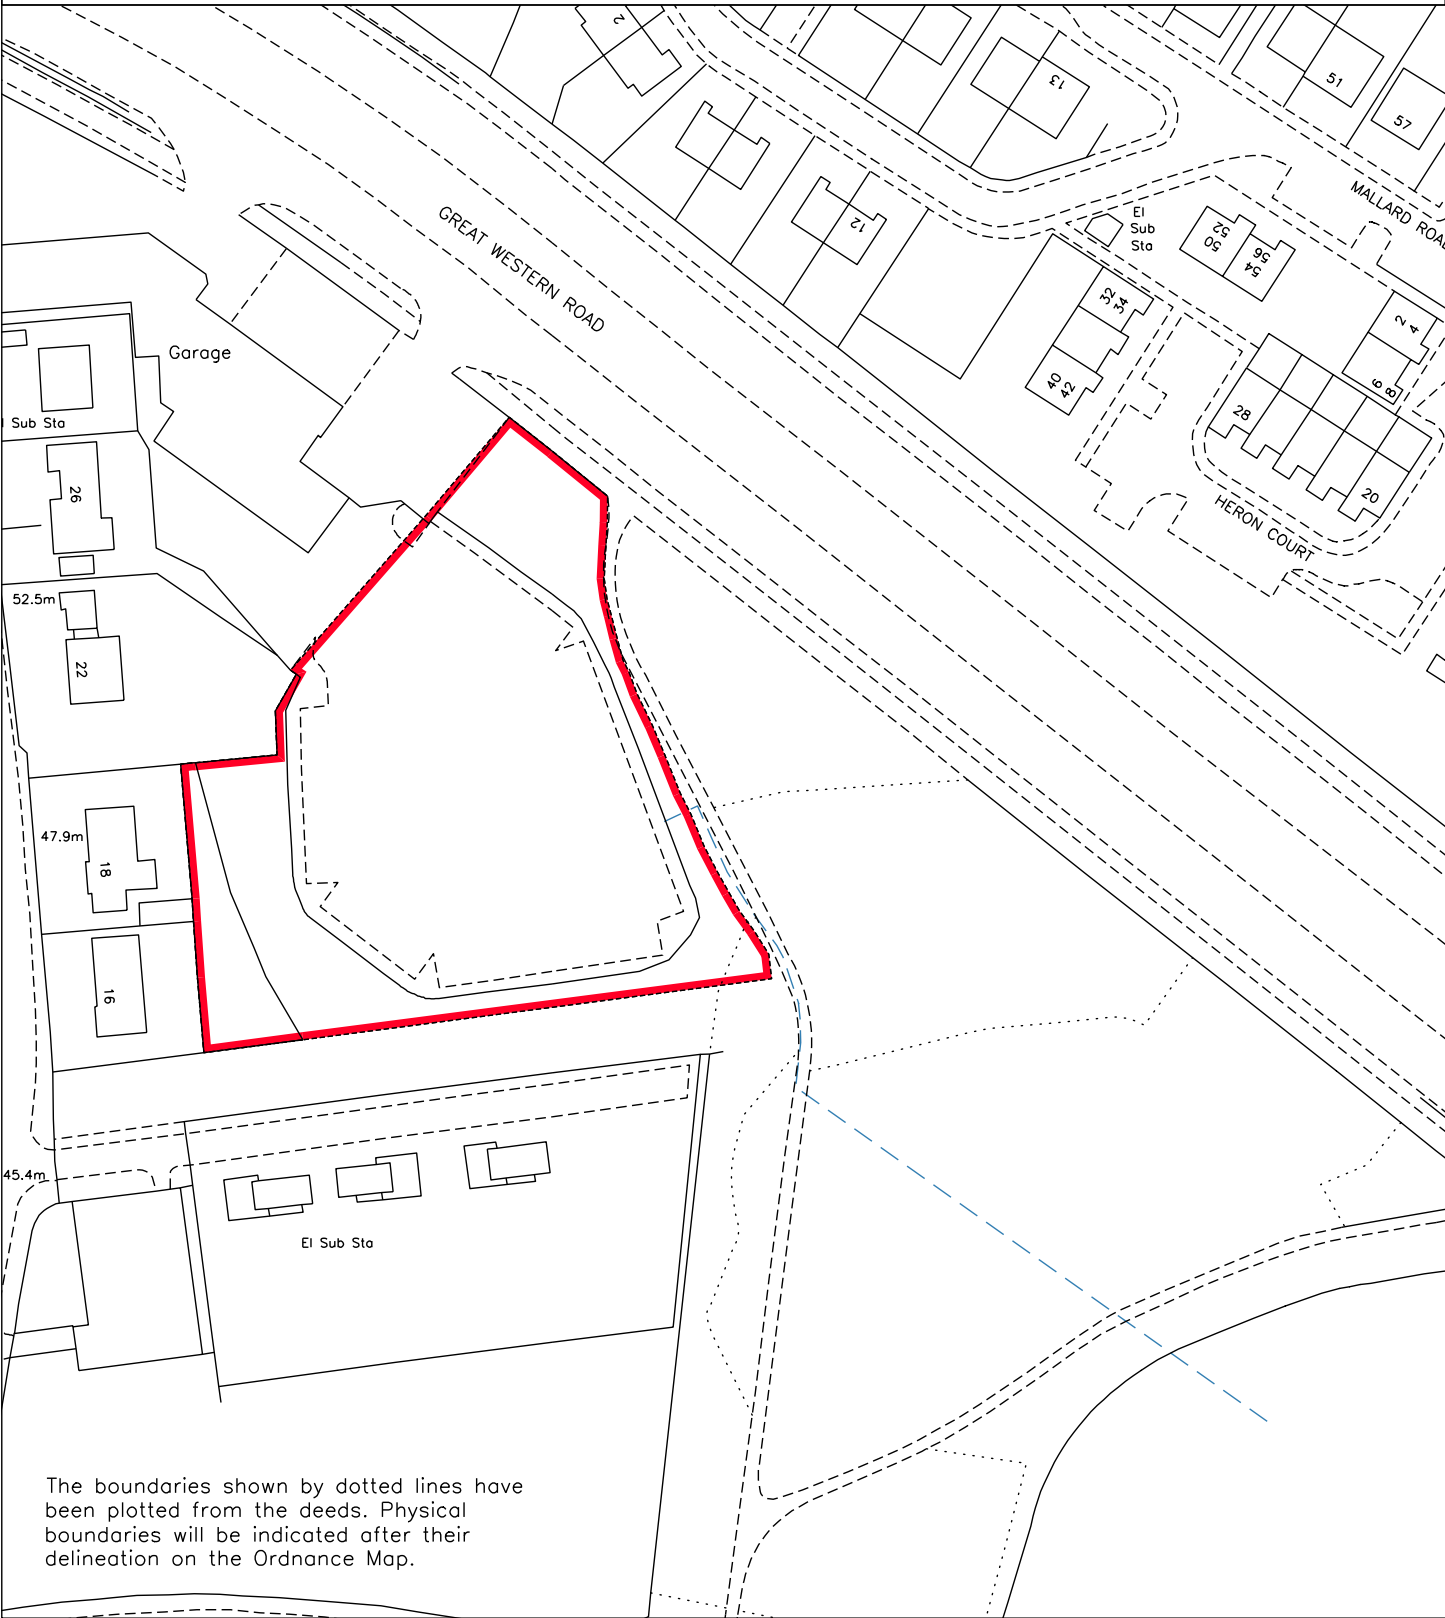 2
13
51
57
MALLARD ROA
GREAT WESTERN ROAD
12
El
Sub
Sta
52
50
56
54
32
34
2
4
6
8
40
42
28
20
HERON COURT
Garage
l Sub Sta
26
52.5m
22
47.9m
18
16
45.4m
El Sub Sta
The boundaries shown by dotted lines have
been plotted from the deeds. Physical
boundaries will be indicated after their
delineation on the Ordnance Map.